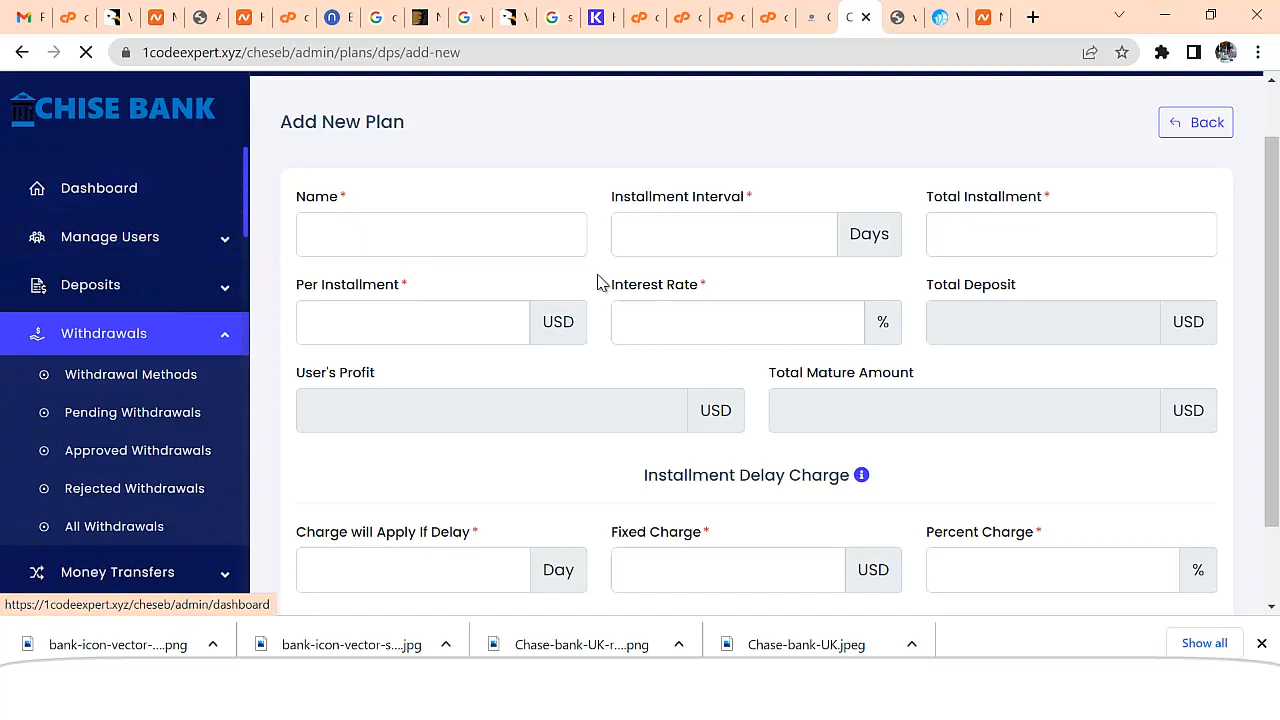 1codeexpert.xyz/cheseb/admin/plans/dps/add-new
CHISE BANK
Dashboard
Manage Users
Deposits
Withdrawals
Withdrawal Methods
Pending Withdrawals
Approved Withdrawals
Rejected Withdrawals
All Withdrawals
Money Transfers
https://1codeexpert.xyz/cheseb/admin/dashboard
Add New Plan
Back
Name* Installment Interval* Total Installment*
Days
Per Installment* Interest Rate* Total Deposit
USD % USD
User's Profit Total Mature Amount
USD USD
Installment Delay Charge
Charge will Apply If Delay* Fixed Charge* Percent Charge*
Day USD %
bank-icon-vector-....png bank-icon-vector-s....jpg Chase-bank-UK-r....png Chase-bank-UK.jpeg Show all